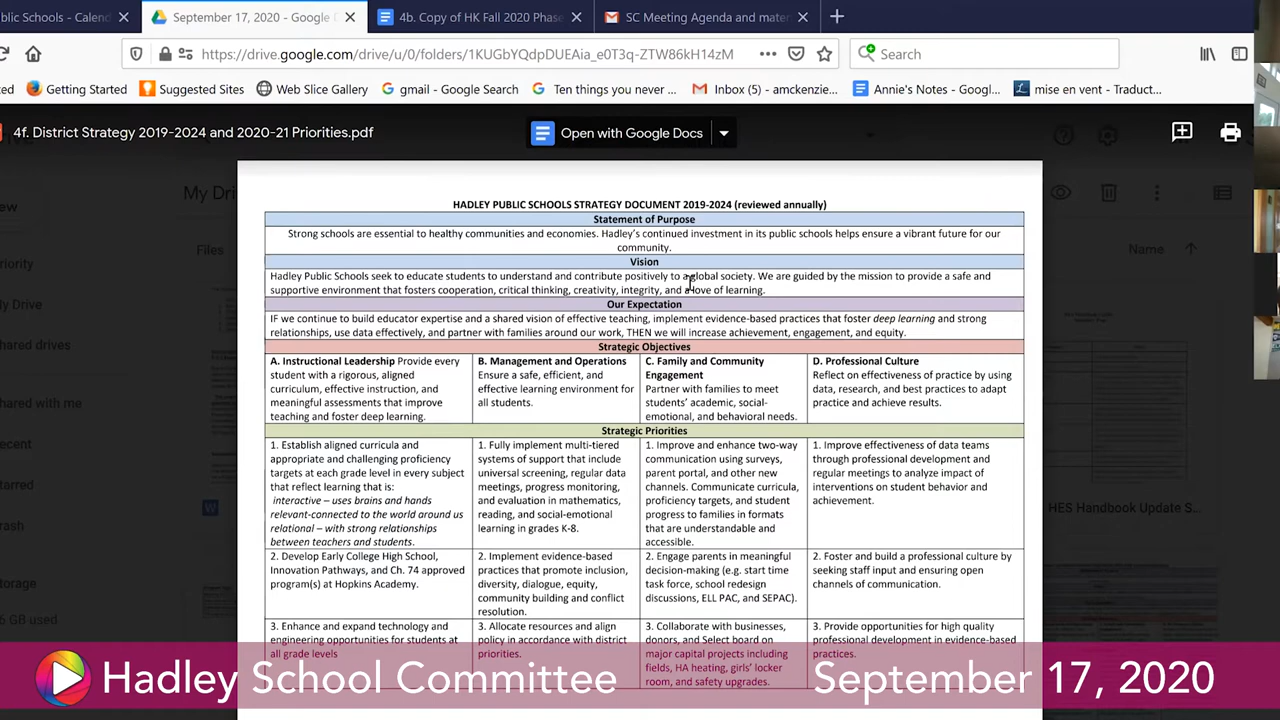 blic Schools - Calend
September 17, 2020 - Google D
4b. Copy of HK Fall 2020 Phase
SC Meeting Agenda and mater
https://drive.google.com/drive/u/0/folders/1KUGbYQdpDUEAia_e0T3q-ZTW86kH14zM
Search
ed
Getting Started
Suggested Sites
Web Slice Gallery
gmail - Google Search
Ten things you never ...
Inbox (5) - amckenzie...
Annie's Notes - Googl...
mise en vent - Traduct...
4f. District Strategy 2019-2024 and 2020-21 Priorities.pdf
Open with Google Docs
My Dri
ew
Files
Name
iority
y Drive
ared drives
hared with me
ecent
arred
rash
torage
6 GB used
HES Handbook Update S...
HADLEY PUBLIC SCHOOLS STRATEGY DOCUMENT 2019-2024 (reviewed annually)
Statement of Purpose
Strong schools are essential to healthy communities and economies. Hadley's continued investment in its public schools helps ensure a vibrant future for our
community.
Vision
Hadley Public Schools seek to educate students to understand and contribute positively to a global society. We are guided by the mission to provide a safe and
supportive environment that fosters cooperation, critical thinking, creativity, integrity, and a love of learning.
Our Expectation
IF we continue to build educator expertise and a shared vision of effective teaching, implement evidence-based practices that foster deep learning and strong
relationships, use data effectively, and partner with families around our work, THEN we will increase achievement, engagement, and equity.
Strategic Objectives
A. Instructional Leadership Provide every
student with a rigorous, aligned
curriculum, effective instruction, and
meaningful assessments that improve
teaching and foster deep learning.
B. Management and Operations
Ensure a safe, efficient, and
effective learning environment for
all students.
C. Family and Community
Engagement
Partner with families to meet
students' academic, social-
emotional, and behavioral needs.
D. Professional Culture
Reflect on effectiveness of practice by using
data, research, and best practices to adapt
practice and achieve results.
Strategic Priorities
1. Establish aligned curricula and
appropriate and challenging proficiency
targets at each grade level in every subject
that reflect learning that is:
interactive – uses brains and hands
relevant-connected to the world around us
relational – with strong relationships
between teachers and students.
1. Fully implement multi-tiered
systems of support that include
universal screening, regular data
meetings, progress monitoring,
and evaluation in mathematics,
reading, and social-emotional
learning in grades K-8.
1. Improve and enhance two-way
communication using surveys,
parent portal, and other new
channels. Communicate curricula,
proficiency targets, and student
progress to families in formats
that are understandable and
accessible.
1. Improve effectiveness of data teams
through professional development and
regular meetings to analyze impact of
interventions on student behavior and
achievement.
2. Develop Early College High School,
Innovation Pathways, and Ch. 74 approved
program(s) at Hopkins Academy.
2. Implement evidence-based
practices that promote inclusion,
diversity, dialogue, equity,
community building and conflict
resolution.
2. Engage parents in meaningful
decision-making (e.g. start time
task force, school redesign
discussions, ELL PAC, and SEPAC).
2. Foster and build a professional culture by
seeking staff input and ensuring open
channels of communication.
3. Enhance and expand technology and
engineering opportunities for students at
all grade levels
3. Allocate resources and align
policy in accordance with district
priorities.
3. Collaborate with businesses,
donors, and Select board on
major capital projects including
fields, HA heating, girls' locker
room, and safety upgrades.
3. Provide opportunities for high quality
professional development in evidence-based
practices.
Hadley School Committee
September 17, 2020